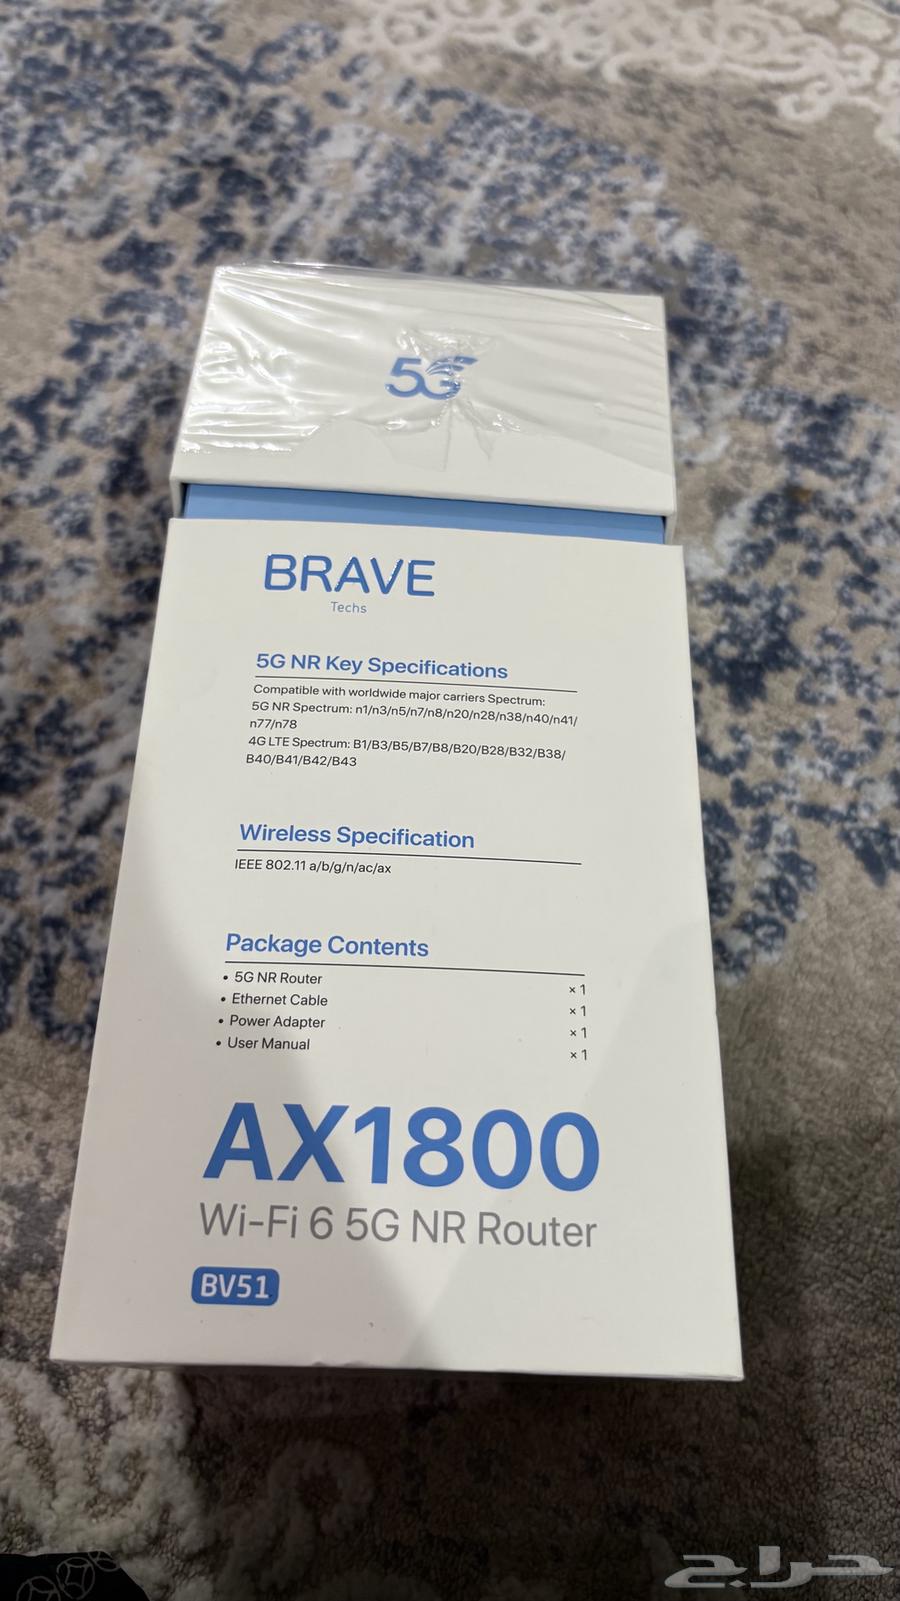 5G
BRAVE
Techs
5G NR Key Specifications
Compatible with worldwide major carriers Spectrum:
5G NR Spectrum: n1/n3/n5/n7/n8/n20/n28/n38/n40/n41/
n77/n78
4G LTE Spectrum: B1/B3/B5/B7/B8/B20/B28/B32/B38/
B40/B41/B42/B43
Wireless Specification
IEEE 802.11 a/b/g/n/ac/ax
Package Contents
• 5G NR Router × 1
• Ethernet Cable × 1
• Power Adapter × 1
• User Manual × 1
AX1800
Wi-Fi 6 5G NR Router
BV51
حراج